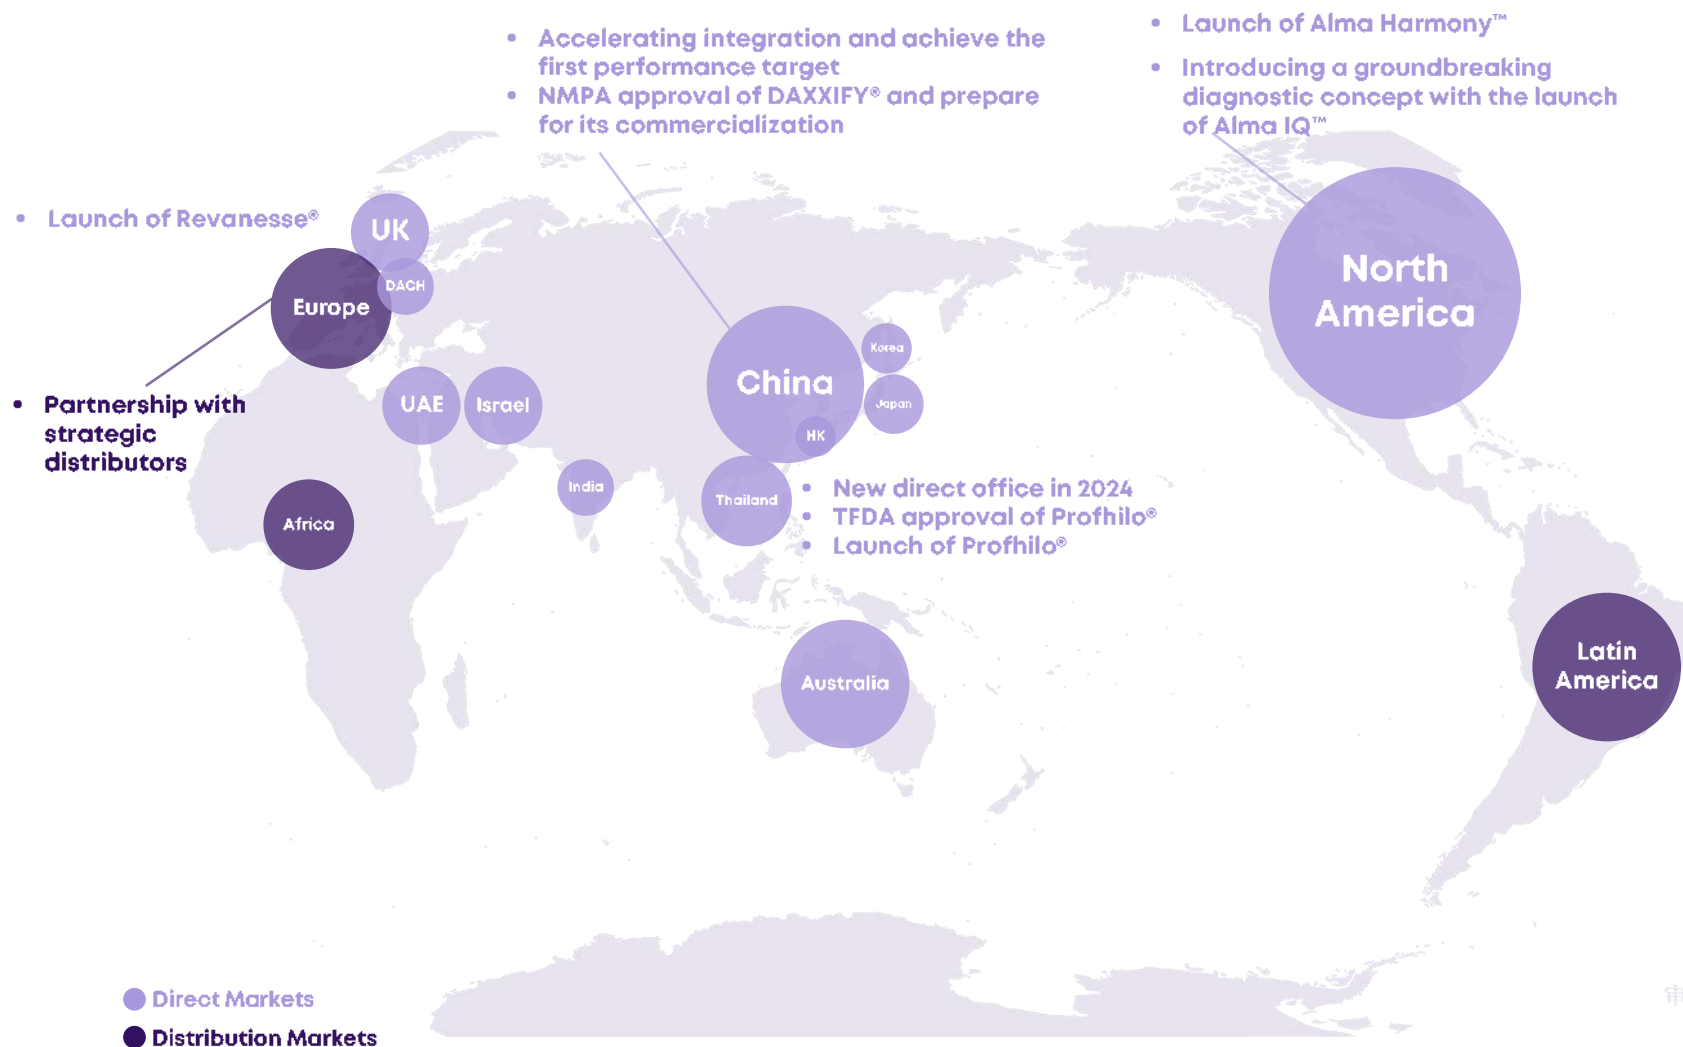 • Accelerating integration and achieve the
first performance target
• NMPA approval of DAXXIFY® and prepare
for its commercialization
• Launch of Alma Harmony™
• Introducing a groundbreaking
diagnostic concept with the launch
of Alma IQ™
• Launch of Revanesse®
UK
DACH
Europe
North
America
• Partnership with
strategic
distributors
UAE
Israel
China
Korea
Japan
HK
India
Thailand
• New direct office in 2024
• TFDA approval of Profhilo®
• Launch of Profhilo®
Africa
Australia
Latin
America
Direct Markets
Distribution Markets